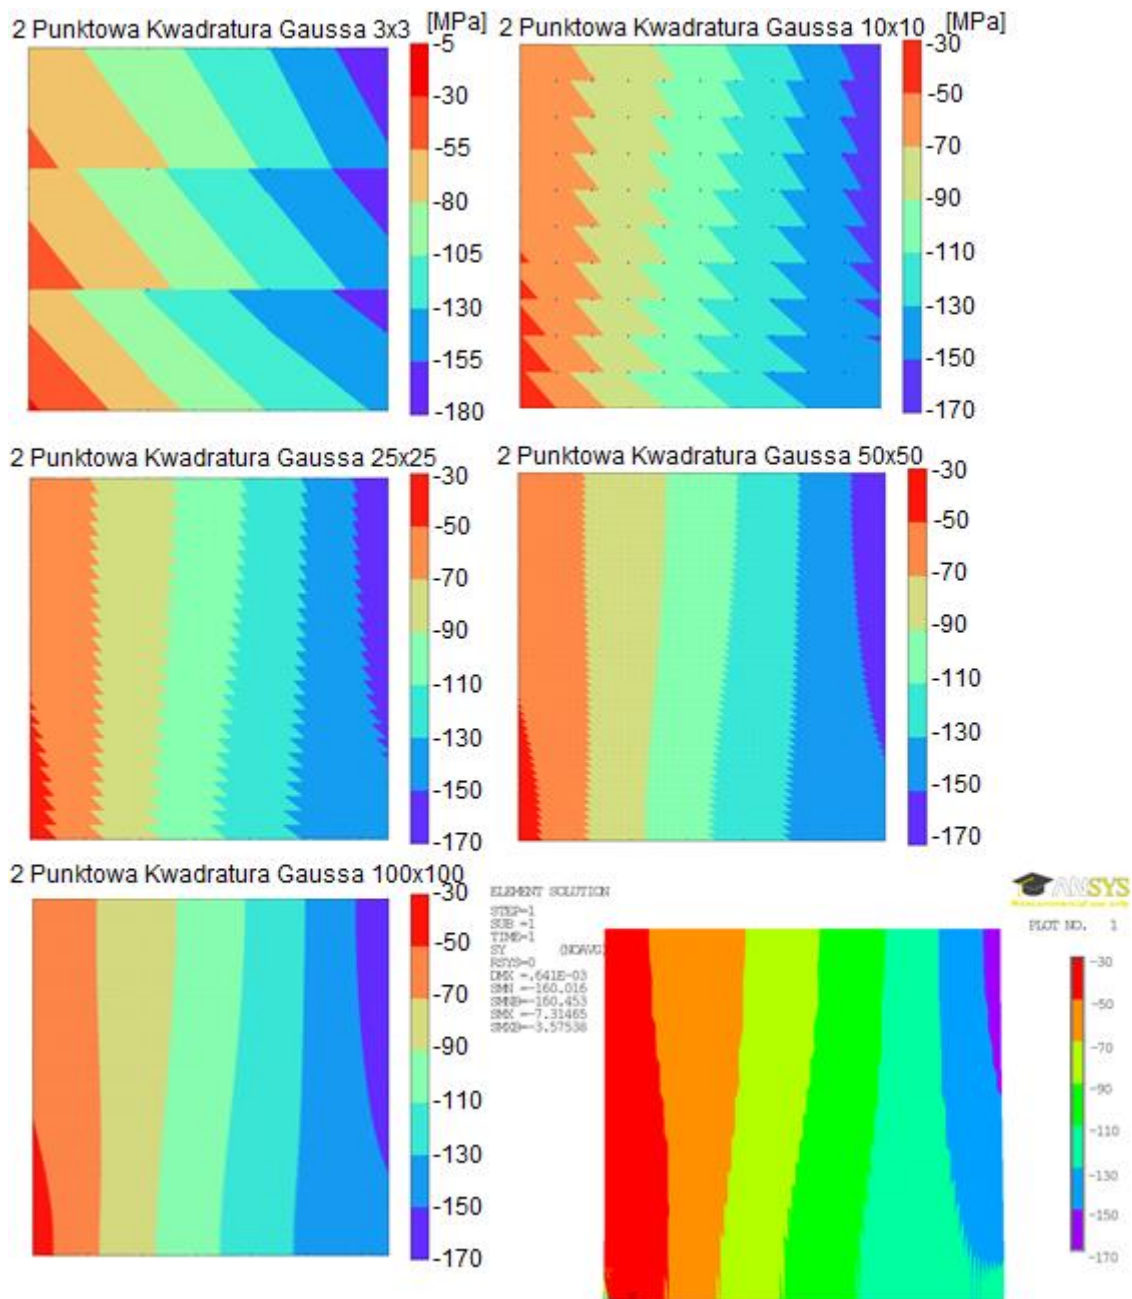 2 Punktowa Kwadratura Gaussa 3x3 [MPa]
-5
-30
-55
-80
-105
-130
-155
-180
2 Punktowa Kwadratura Gaussa 10x10 [MPa]
-30
-50
-70
-90
-110
-130
-150
-170
2 Punktowa Kwadratura Gaussa 25x25
-30
-50
-70
-90
-110
-130
-150
-170
2 Punktowa Kwadratura Gaussa 50x50
-30
-50
-70
-90
-110
-130
-150
-170
2 Punktowa Kwadratura Gaussa 100x100
-30
-50
-70
-90
-110
-130
-150
-170
ELEMENT SOLUTION
STEP=1
SUB =1
TIME=1
SY (NOAVG)
RSYS=0
DMX =.641E-03
SMN =-160.016
SMNB=-160.453
SMX =-7.31465
SMXB=-3.57538
ANSYS
PLOT NO. 1
-30
-50
-70
-90
-110
-130
-150
-170